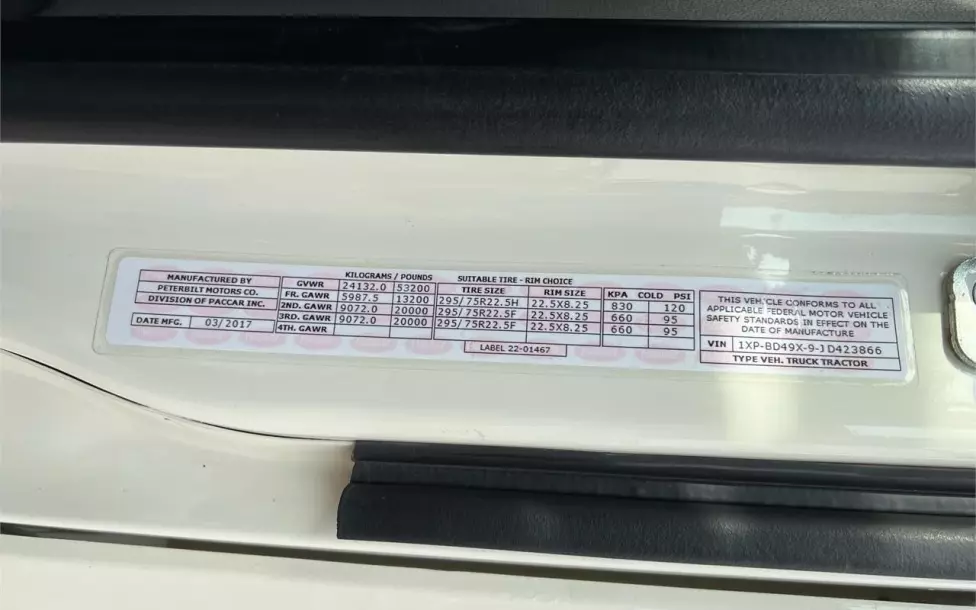 MANUFACTURED BY
PETERBILT MOTORS CO.
DIVISION OF PACCAR INC.
DATE MFG. 03/2017
KILOGRAMS / POUNDS
GVWR 24132.0 53200
FR. GAWR 5987.5 13200
2ND. GAWR 9072.0 20000
3RD. GAWR 9072.0 20000
4TH. GAWR
SUITABLE TIRE - RIM CHOICE
TIRE SIZE RIM SIZE KPA COLD PSI
295/75R22.5H 22.5X8.25 830 120
295/75R22.5F 22.5X8.25 660 95
295/75R22.5F 22.5X8.25 660 95
LABEL 22-01467
THIS VEHICLE CONFORMS TO ALL
APPLICABLE FEDERAL MOTOR VEHICLE
SAFETY STANDARDS IN EFFECT ON THE
DATE OF MANUFACTURE
VIN 1XP-BD49X-9-JD423866
TYPE VEH. TRUCK TRACTOR